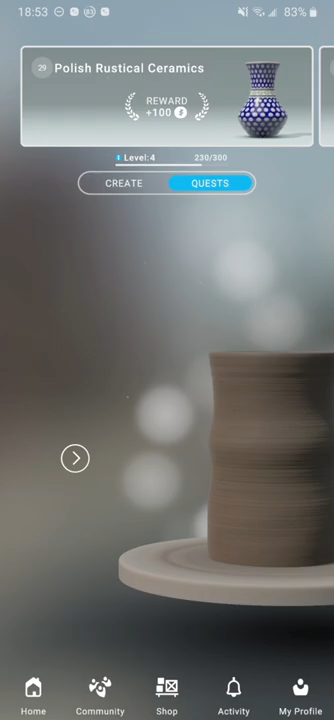 18:53 83 83%
29 Polish Rustical Ceramics
REWARD
+100
Level:4 230/300
CREATE QUESTS
Home Community Shop Activity My Profile